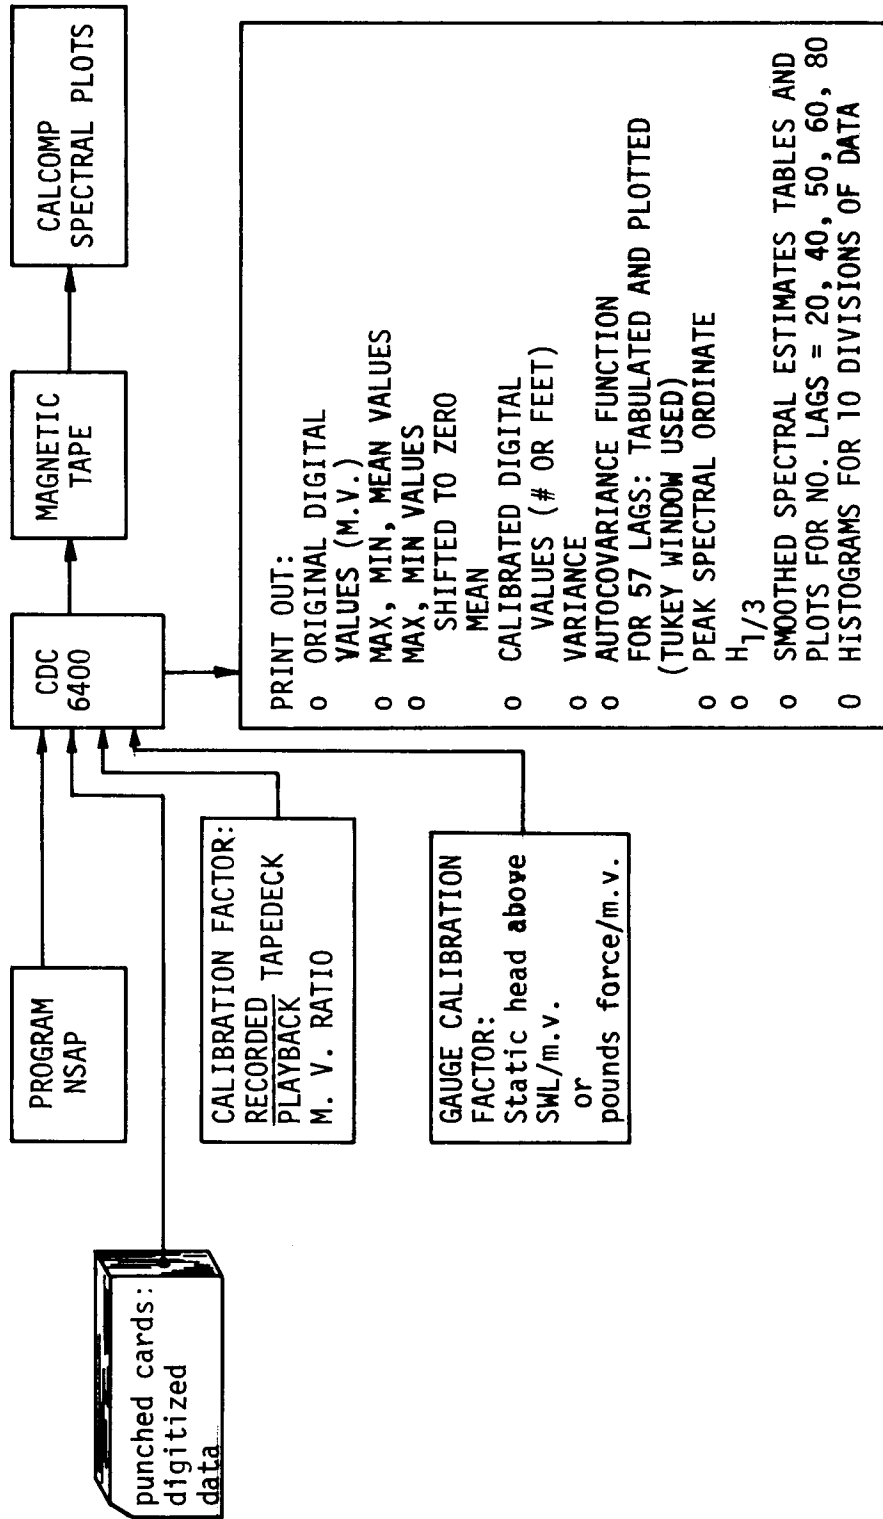 punched cards:
digitized
data
PROGRAM
NSAP
CALIBRATION FACTOR:
RECORDED TAPEDECK
PLAYBACK
M. V. RATIO
GAUGE CALIBRATION
FACTOR:
Static head above
SWL/m.v.
or
pounds force/m.v.
CDC
6400
MAGNETIC
TAPE
CALCOMP
SPECTRAL PLOTS
PRINT OUT:
o ORIGINAL DIGITAL
VALUES (M.V.)
o MAX, MIN, MEAN VALUES
o MAX, MIN VALUES
SHIFTED TO ZERO
MEAN
o CALIBRATED DIGITAL
VALUES (# OR FEET)
o VARIANCE
o AUTOCOVARIANCE FUNCTION
FOR 57 LAGS: TABULATED AND PLOTTED
(TUKEY WINDOW USED)
o PEAK SPECTRAL ORDINATE
o H1/3
o SMOOTHED SPECTRAL ESTIMATES TABLES AND
PLOTS FOR NO. LAGS = 20, 40, 50, 60, 80
O HISTOGRAMS FOR 10 DIVISIONS OF DATA